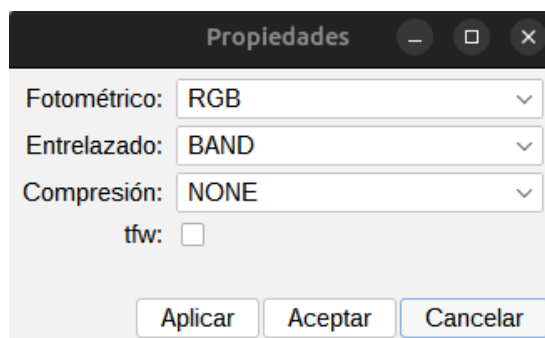 Propiedades
Fotométrico: RGB
Entrelazado: BAND
Compresión: NONE
tfw:
Aplicar Aceptar Cancelar